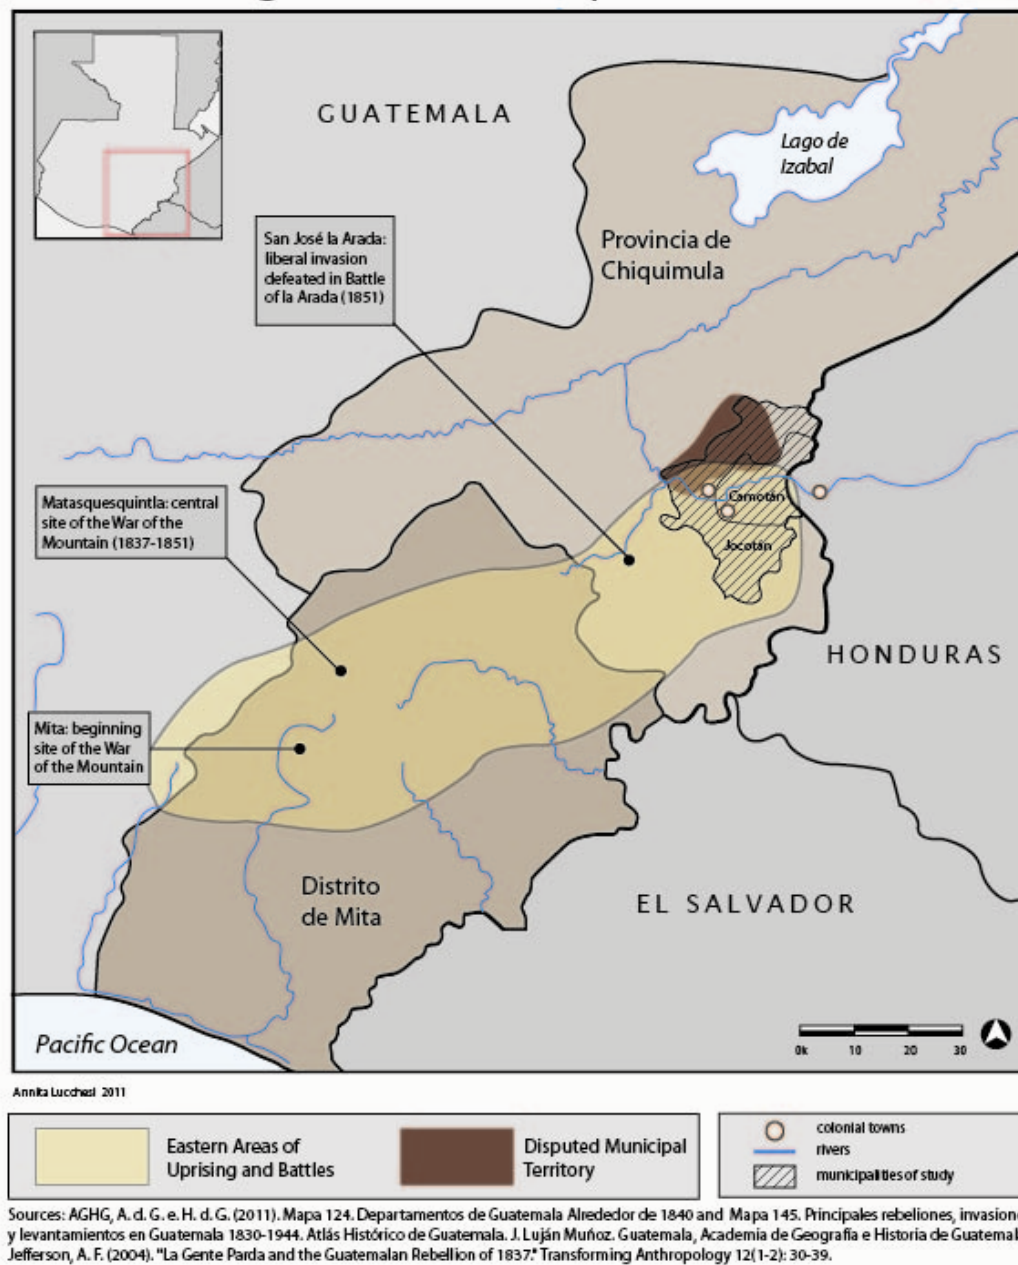 GUATEMALA
Lago de
Izabal
San José la Arada:
liberal invasion
defeated in Battle
of la Arada (1851)
Provincia de
Chiquimula
Matasquesquintla: central
site of the War of the
Mountain (1837-1851)
Camotán
Jocotán
HONDURAS
Mita: beginning
site of the War
of the Mountain
Distrito
de Mita
EL SALVADOR
Pacific Ocean
0k 10 20 30
Annita Lucchesi 2011
Eastern Areas of
Uprising and Battles
Disputed Municipal
Territory
colonial towns
rivers
municipalities of study
Sources: AGHG, A. d. G. e. H. d. G. (2011). Mapa 124. Departamentos de Guatemala Alrededor de 1840 and Mapa 145. Principales rebeliones, invasione
y levantamientos en Guatemala 1830-1944. Atlás Histórico de Guatemala. J. Luján Muñoz. Guatemala, Academia de Geografía e Historia de Guatemal
Jefferson, A. F. (2004). "La Gente Parda and the Guatemalan Rebellion of 1837." Transforming Anthropology 12(1-2): 30-39.